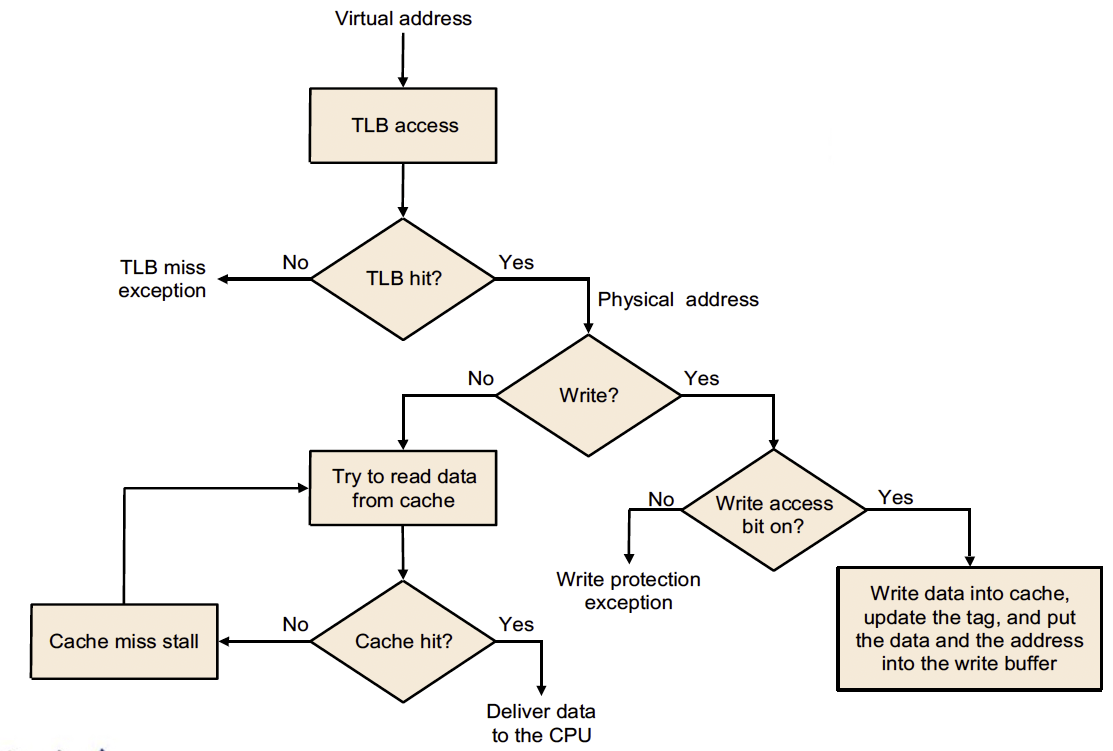 Virtual address
TLB access
TLB hit?
No
Yes
TLB miss
exception
Physical address
Write?
No
Yes
Try to read data
from cache
Write access
bit on?
No
Yes
Write protection
exception
Write data into cache,
update the tag, and put
the data and the address
into the write buffer
Cache hit?
No
Yes
Cache miss stall
Deliver data
to the CPU